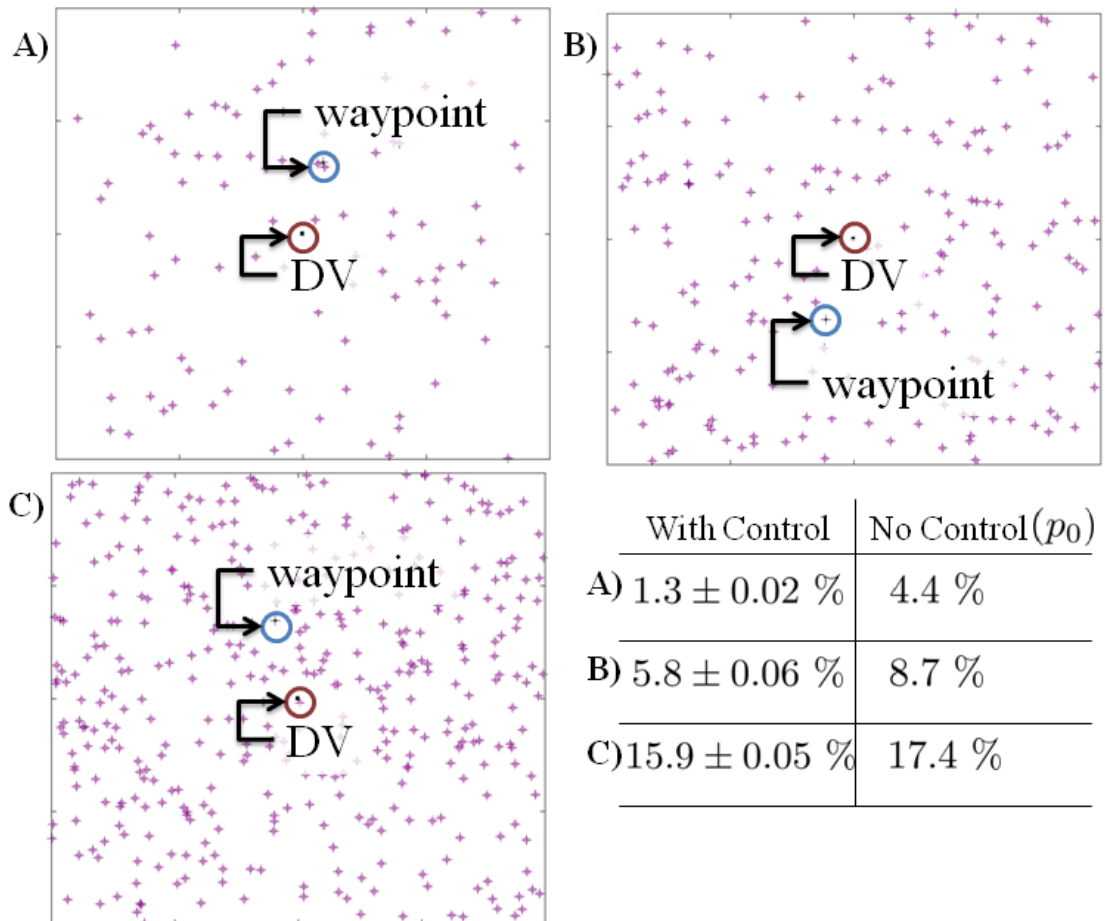 A)
waypoint
DV
B)
DV
waypoint
C)
waypoint
DV
With Control No Control (p₀)
A) 1.3 ± 0.02 % 4.4 %
B) 5.8 ± 0.06 % 8.7 %
C) 15.9 ± 0.05 % 17.4 %